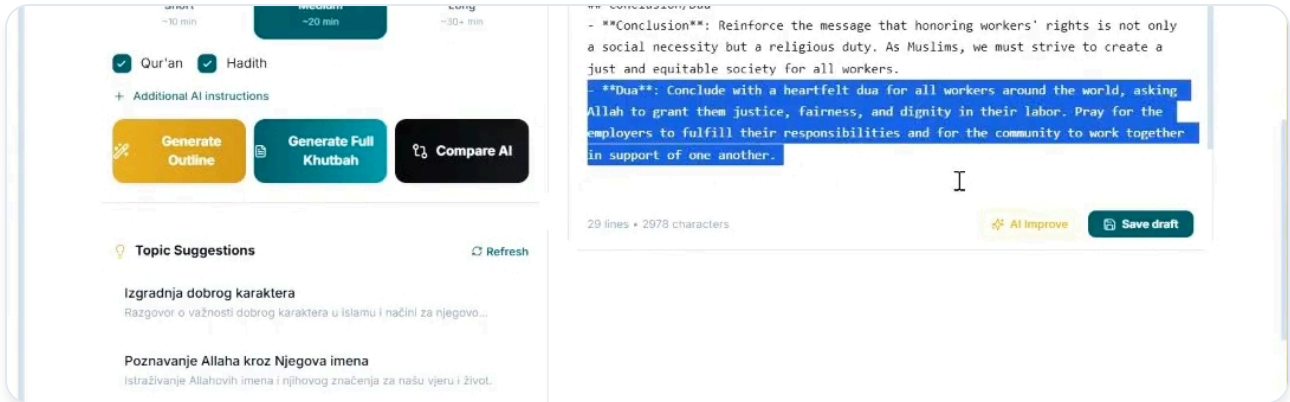 Short
Medium
Long
~10 min
~20 min
~30+ min
Qur'an
Hadith
+ Additional AI instructions
Generate
Outline
Generate Full
Khutbah
Compare AI
Topic Suggestions
Refresh
Izgradnja dobrog karaktera
Razgovor o važnosti dobrog karaktera u islamu i načini za njegovo...
Poznavanje Allaha kroz Njegova imena
Istraživanje Allahovih imena i njihovog značenja za našu vjeru i život.
## Conclusion/Dua
- **Conclusion**: Reinforce the message that honoring workers' rights is not only
a social necessity but a religious duty. As Muslims, we must strive to create a
just and equitable society for all workers.
- **Dua**: Conclude with a heartfelt dua for all workers around the world, asking
Allah to grant them justice, fairness, and dignity in their labor. Pray for the
employers to fulfill their responsibilities and for the community to work together
in support of one another.
29 lines • 2978 characters
AI Improve
Save draft